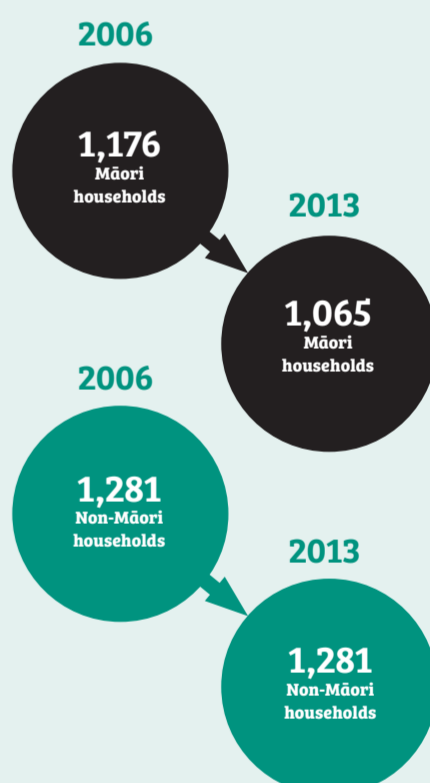 2006
1,176
Māori
households
2013
1,065
Māori
households
2006
1,281
Non-Māori
households
2013
1,281
Non-Māori
households